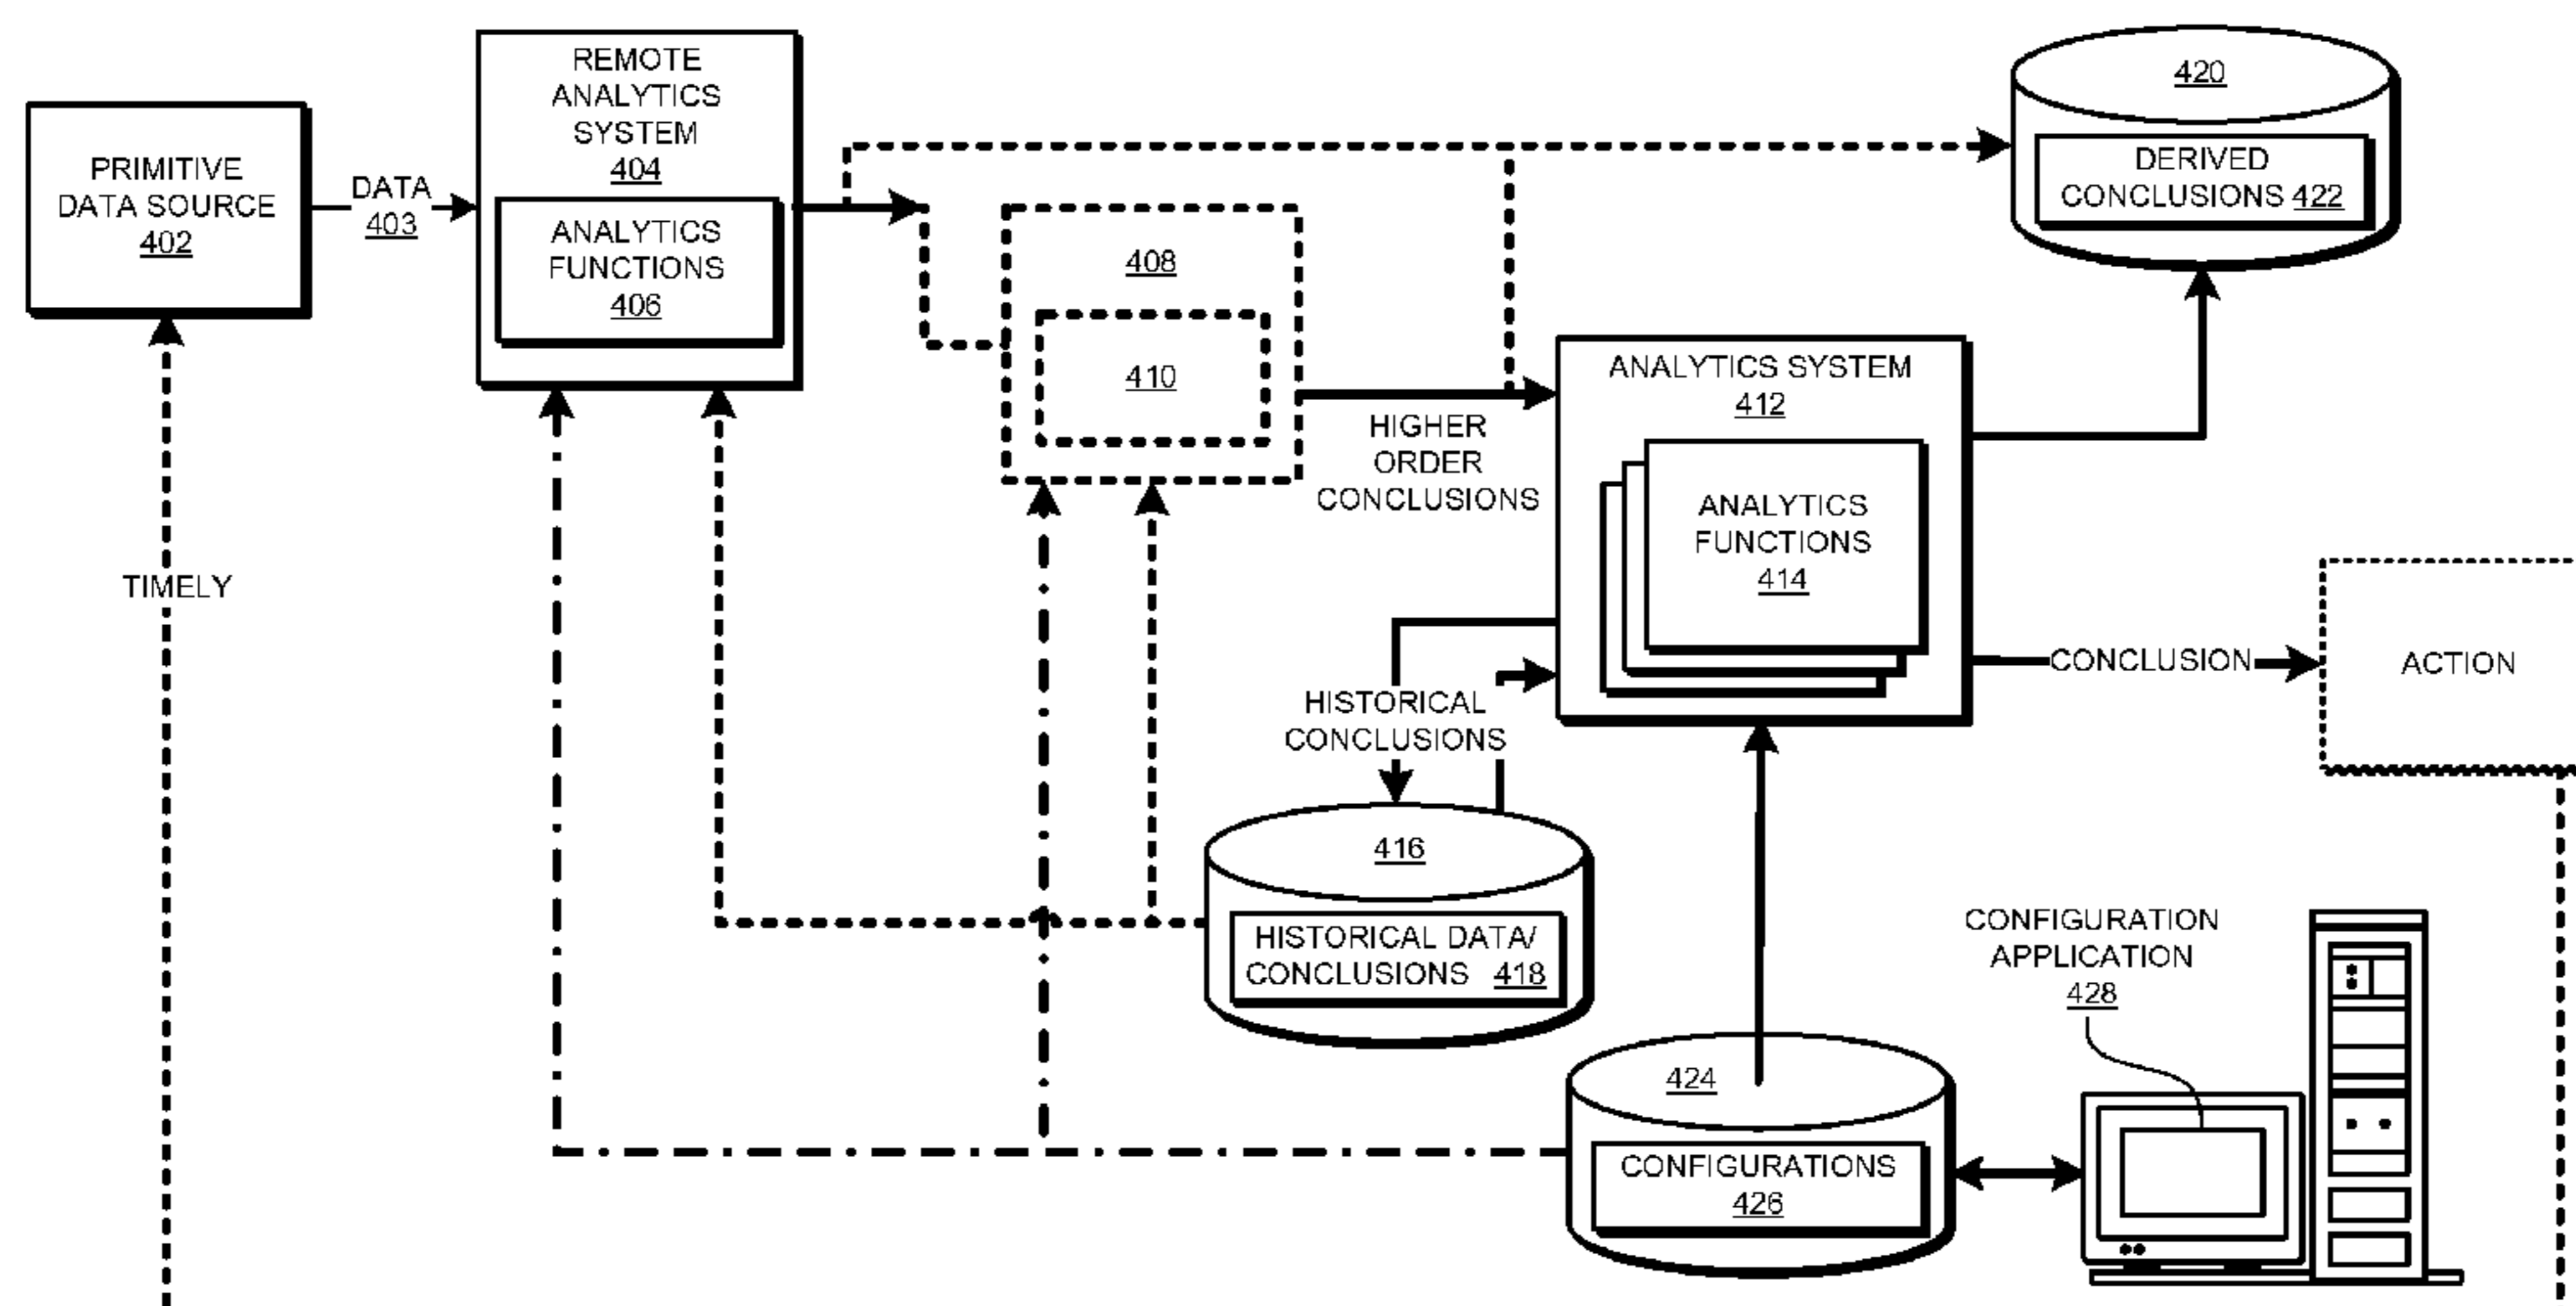 PRIMITIVE
DATA SOURCE
402
DATA
403
REMOTE
ANALYTICS
SYSTEM
404
ANALYTICS
FUNCTIONS
406
408
410
HIGHER
ORDER
CONCLUSIONS
420
DERIVED
CONCLUSIONS 422
ANALYTICS SYSTEM
412
ANALYTICS
FUNCTIONS
414
TIMELY
HISTORICAL
CONCLUSIONS
CONCLUSION
ACTION
416
HISTORICAL DATA/
CONCLUSIONS 418
424
CONFIGURATIONS
426
CONFIGURATION
APPLICATION
428